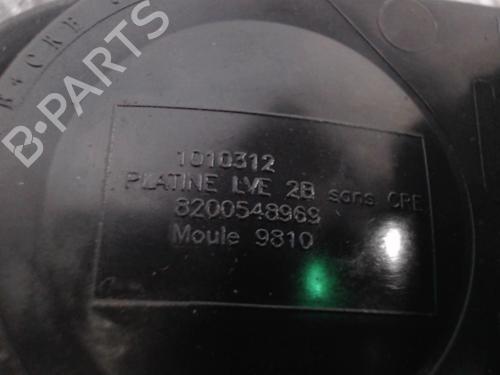 B-PARTS
1010312
PLATINE LVE 2B sans CRE
8200548969
Moule 9810